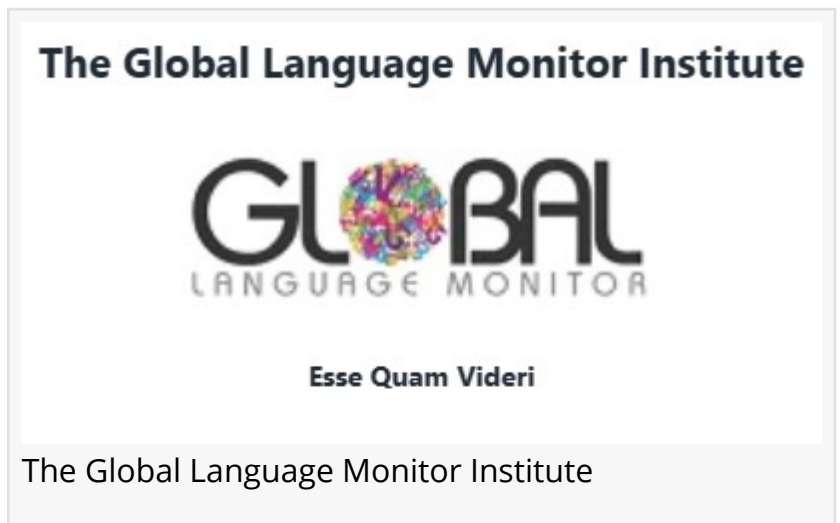 The Global Language Monitor Institute
GLOBAL
LANGUAGE MONITOR
Esse Quam Videri
The Global Language Monitor Institute